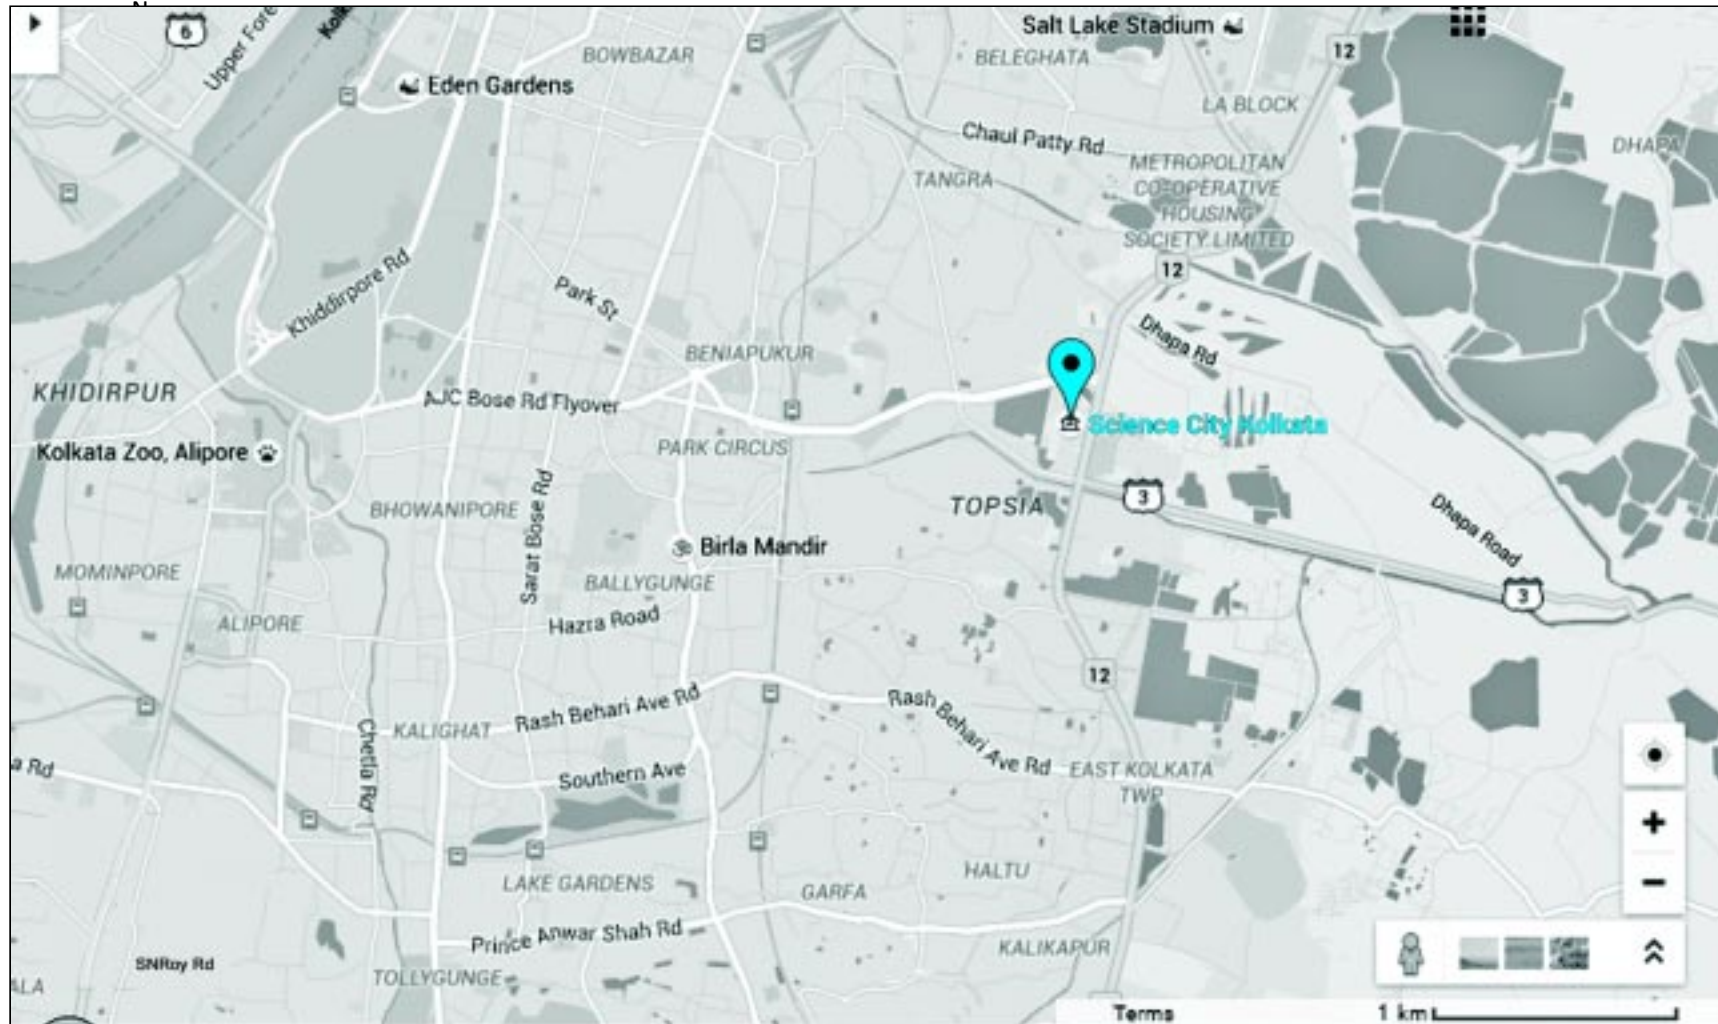 N
6
Upper Fore
Kolk
Salt Lake Stadium
12
BOWBAZAR
BELEGHATA
Eden Gardens
LA BLOCK
Chaul Patty Rd
DHAPA
METROPOLITAN
CO-OPERATIVE
HOUSING
SOCIETY LIMITED
TANGRA
12
Khiddirpore Rd
Park St
Dhapa Rd
BENIAPUKUR
KHIDIRPUR
AJC Bose Rd Flyover
Science City Kolkata
Kolkata Zoo, Alipore
PARK CIRCUS
3
TOPSIA
BHOWANIPORE
Sarat Bose Rd
Dhapa Road
Birla Mandir
MOMINPORE
BALLYGUNGE
3
ALIPORE
Hazra Road
12
Rash Behari Ave Rd
Rash Behari Ave Rd
KALIGHAT
Chetla Rd
a Rd
Southern Ave
EAST KOLKATA
TWP
HALTU
LAKE GARDENS
GARFA
Prince Anwar Shah Rd
KALIKAPUR
SNRoy Rd
TOLLYGUNGE
ALA
Terms
1 km